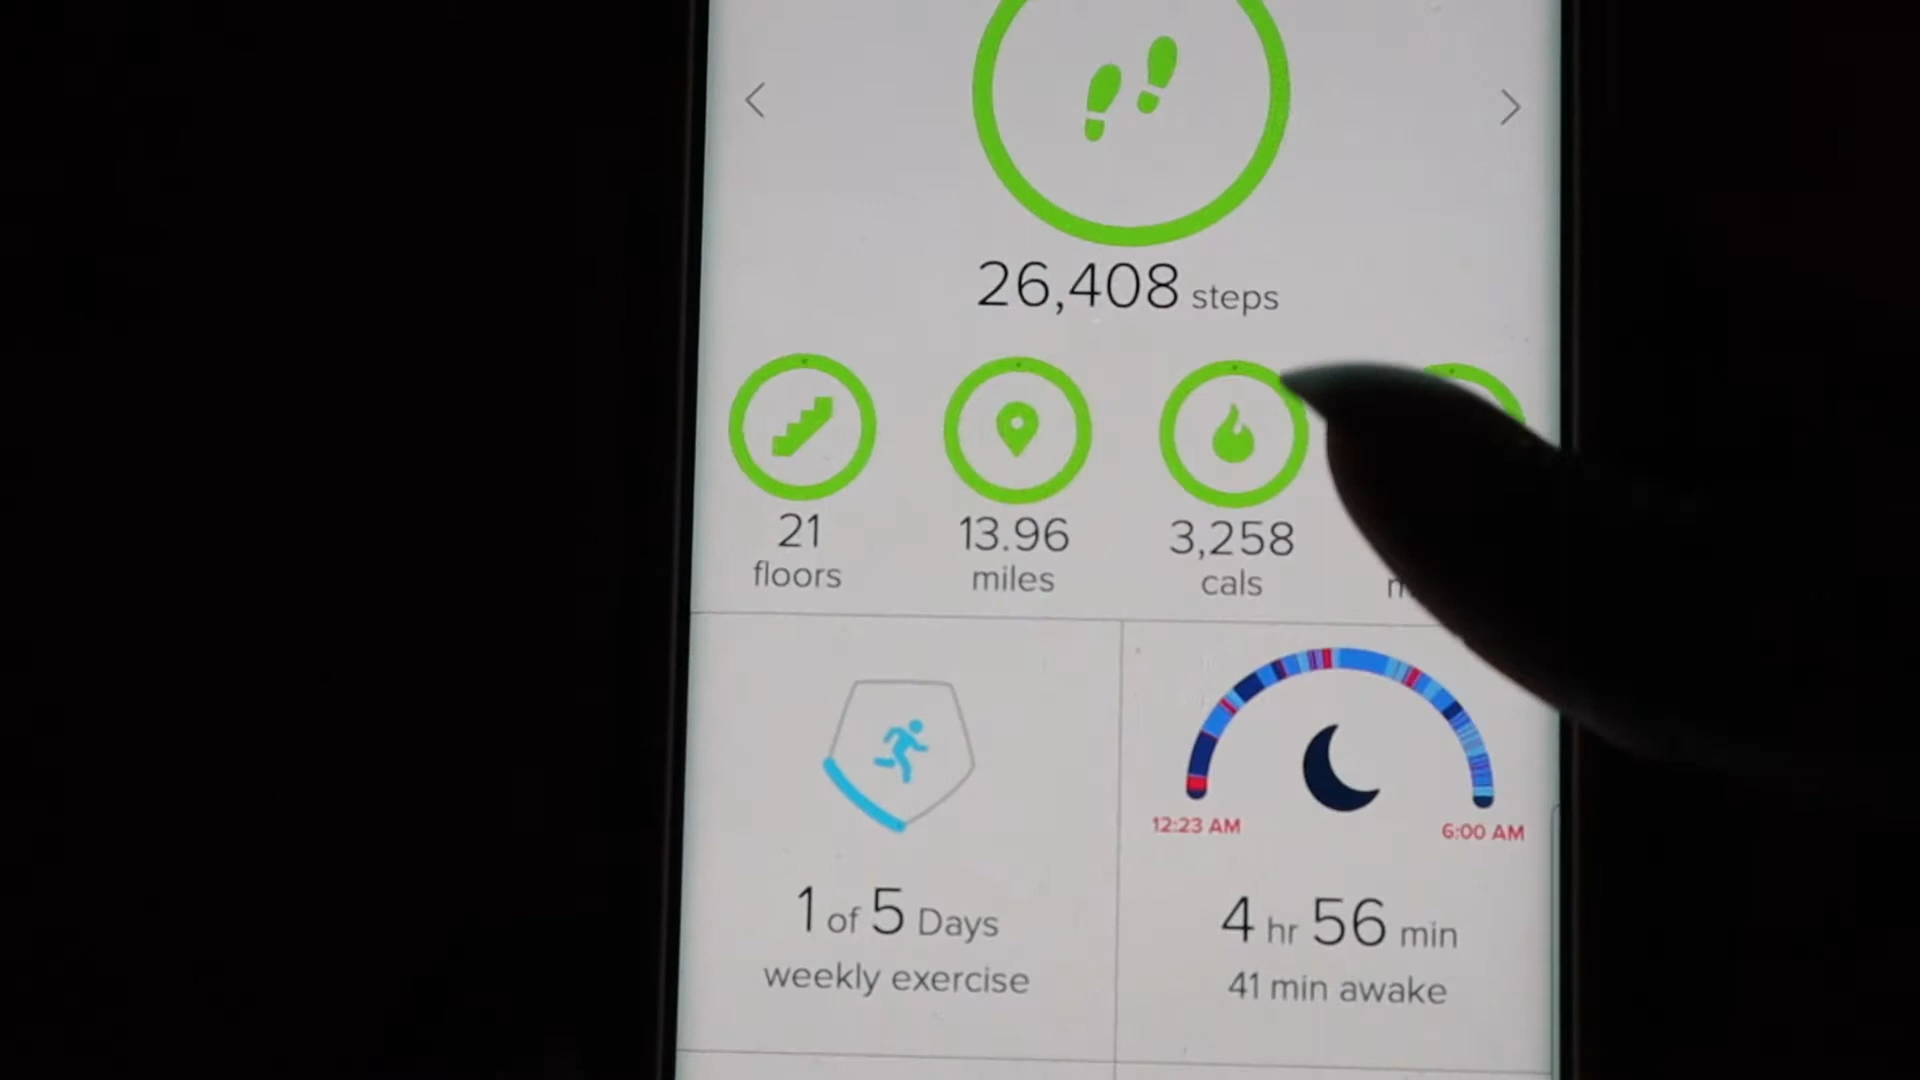 26,408 steps
21
floors
13.96
miles
3,258
cals
12:23 AM
6:00 AM
1 of 5 Days
weekly exercise
4 hr 56 min
41 min awake